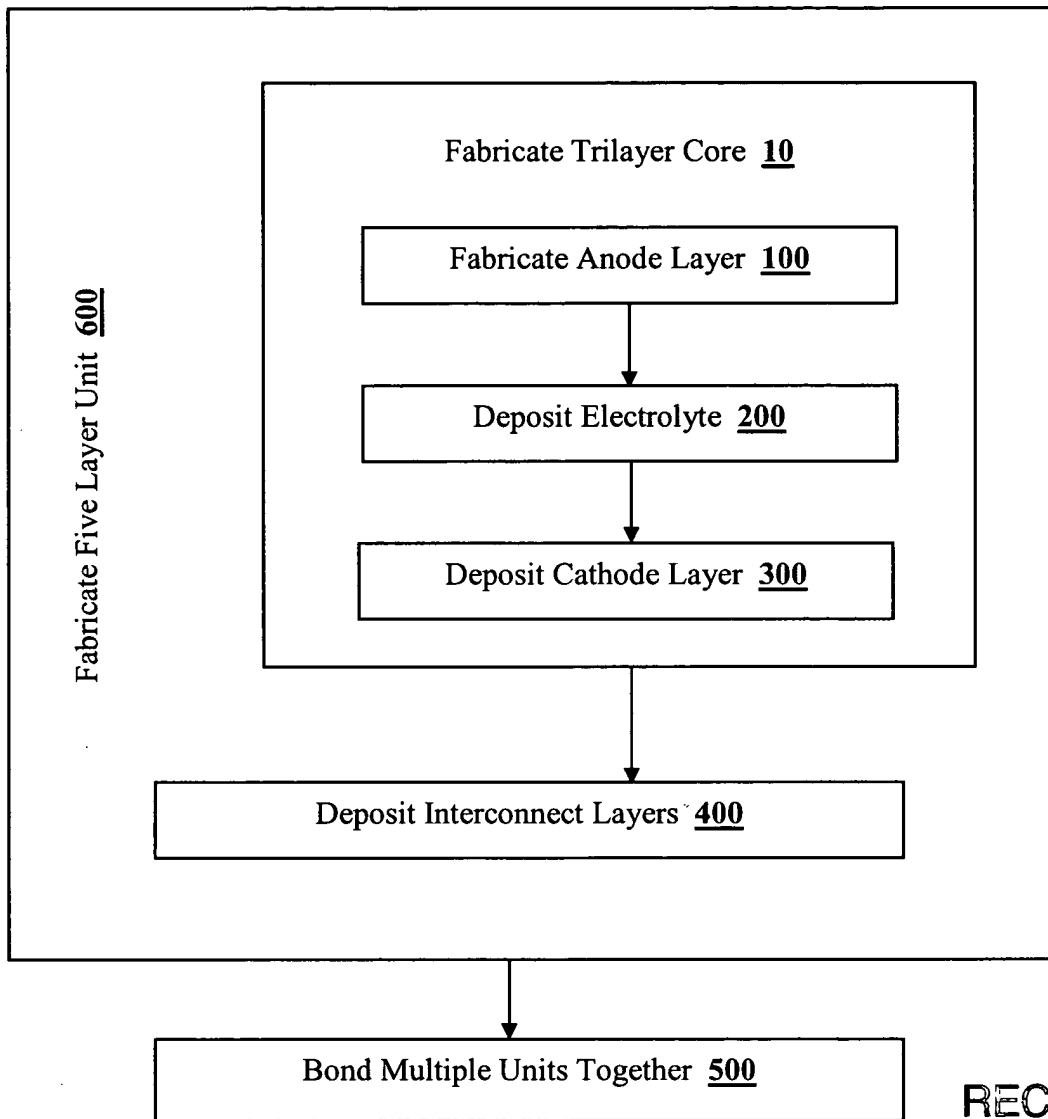 Fabricate Five Layer Unit 600
Fabricate Trilayer Core 10
Fabricate Anode Layer 100
Deposit Electrolyte 200
Deposit Cathode Layer 300
Deposit Interconnect Layers 400
Bond Multiple Units Together 500
REC